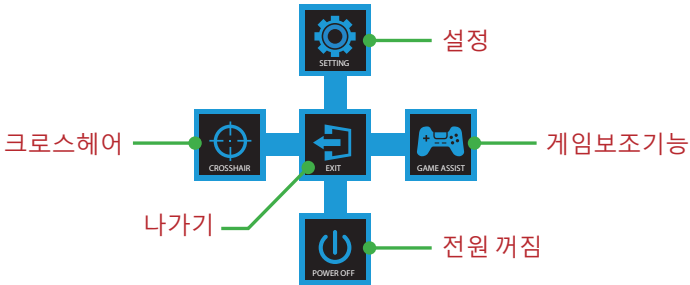 설정
SETTING
크로스헤어
CROSSHAIR
EXIT
GAME ASSIST
게임보조기능
나가기
전원 꺼짐
POWER OFF